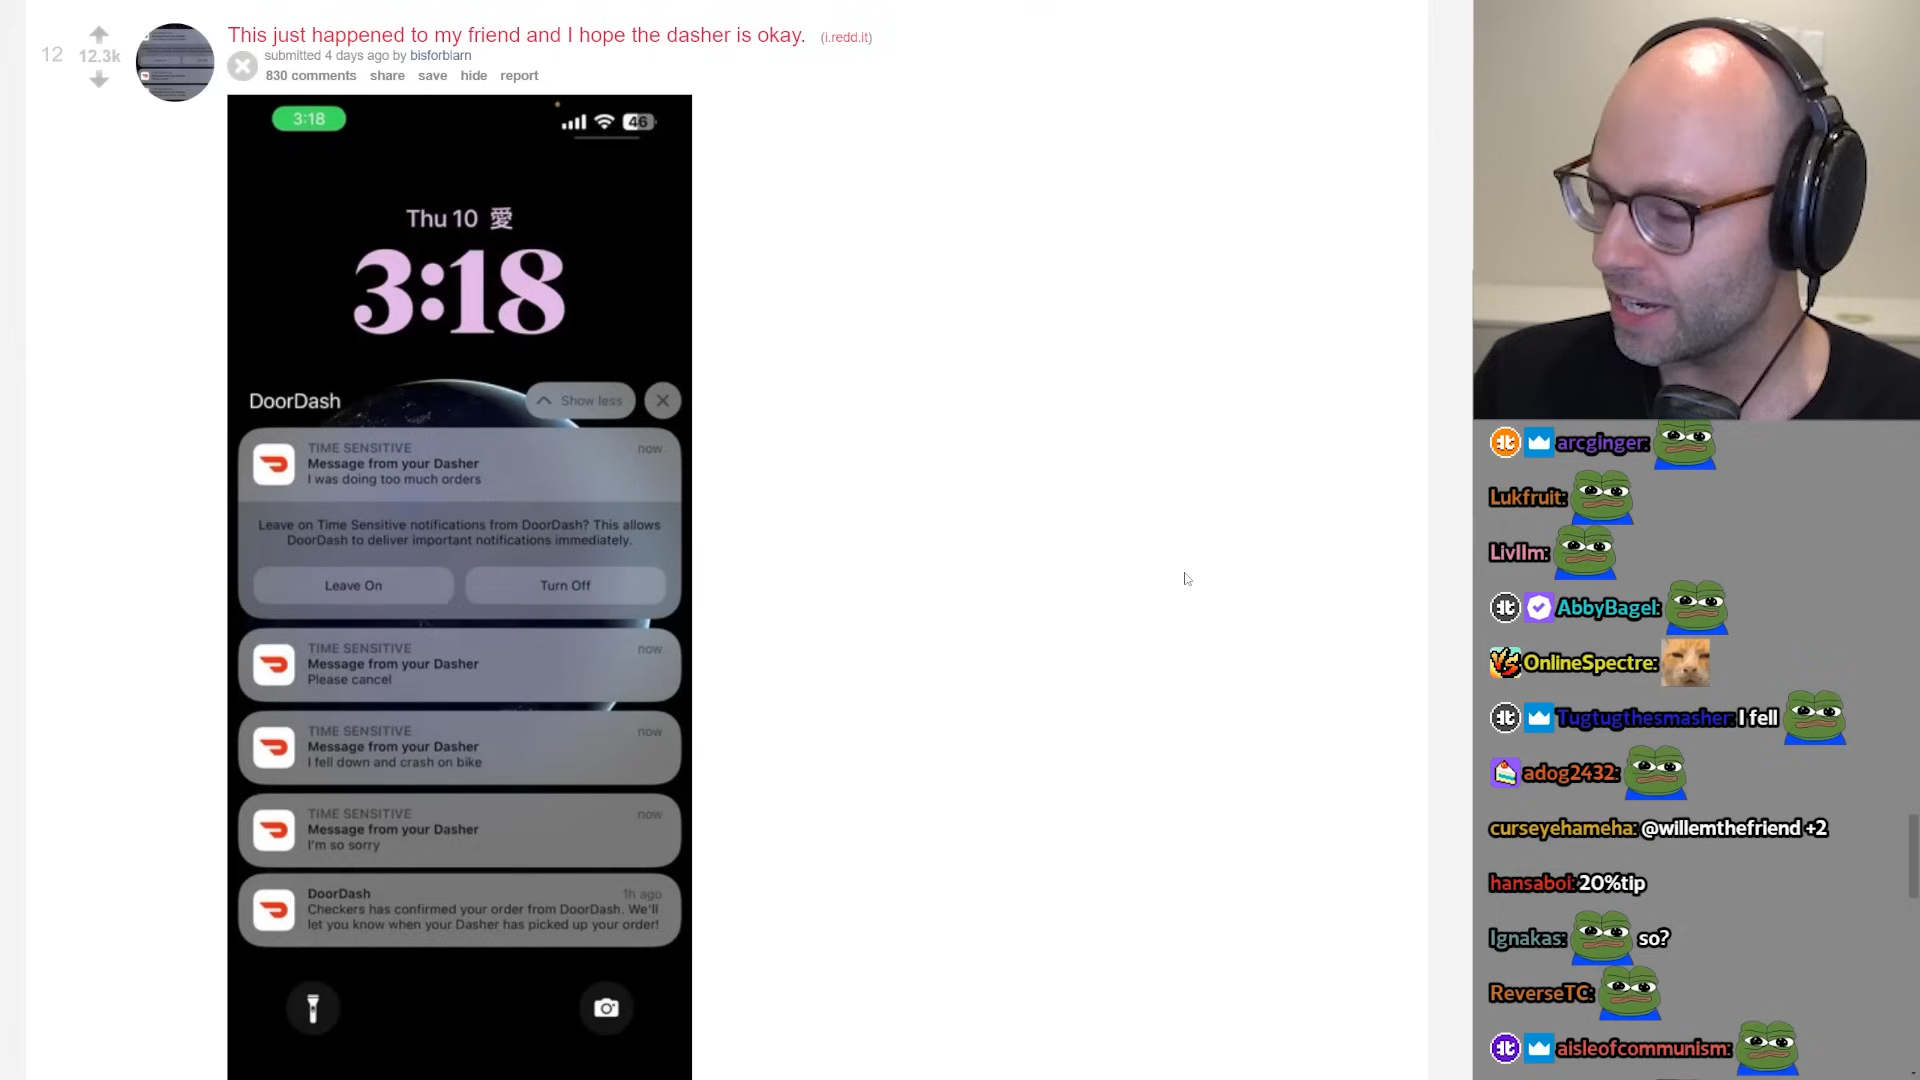 12
12.3k
This just happened to my friend and I hope the dasher is okay. (i.redd.it)
submitted 4 days ago by bisforblarn
830 comments share save hide report
3:18
46
Thu 10 愛
3:18
DoorDash
Show less
TIME SENSITIVE
now
Message from your Dasher
I was doing too much orders
Leave on Time Sensitive notifications from DoorDash? This allows
DoorDash to deliver important notifications immediately.
Leave On
Turn Off
TIME SENSITIVE
now
Message from your Dasher
Please cancel
TIME SENSITIVE
now
Message from your Dasher
I fell down and crash on bike
TIME SENSITIVE
now
Message from your Dasher
I'm so sorry
DoorDash
1h ago
Checkers has confirmed your order from DoorDash. We'll
let you know when your Dasher has picked up your order!
arcginger:
Lukfruit:
Livllm:
AbbyBagel:
OnlineSpectre:
Tugtugthesmasher: I fell
adog2432:
curseyehameha: @willemthefriend +2
hansabol: 20%tip
Ignakas: so?
ReverseTC:
aisleofcommunism: